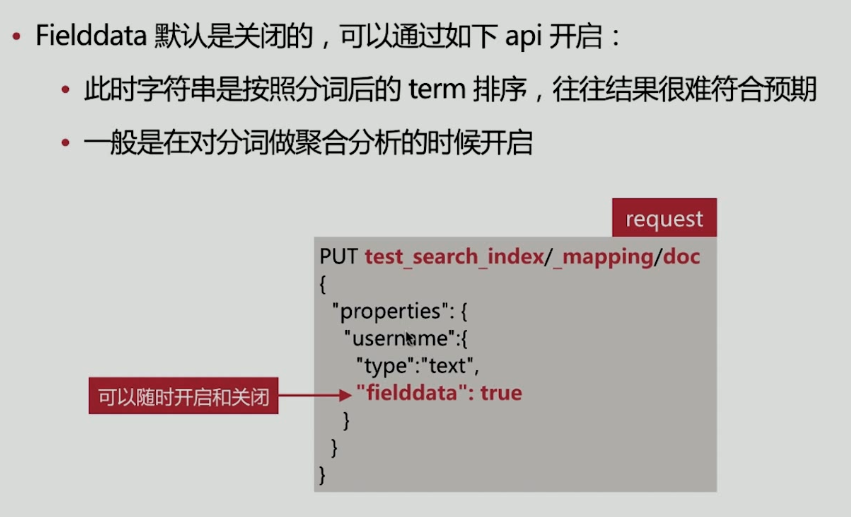 • Fielddata 默认是关闭的，可以通过如下 api 开启：
• 此时字符串是按照分词后的 term 排序，往往结果很难符合预期
• 一般是在对分词做聚合分析的时候开启
request
PUT test_search_index/_mapping/doc
{
"properties": {
"username":{
"type":"text",
可以随时开启和关闭
"fielddata": true
}
}
}